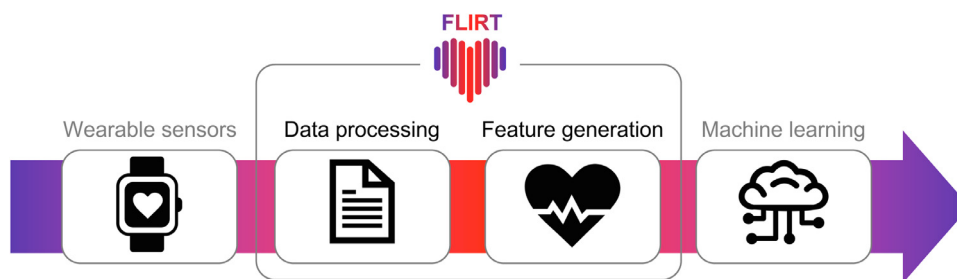 FLIRT
Wearable sensors
Data processing
Feature generation
Machine learning